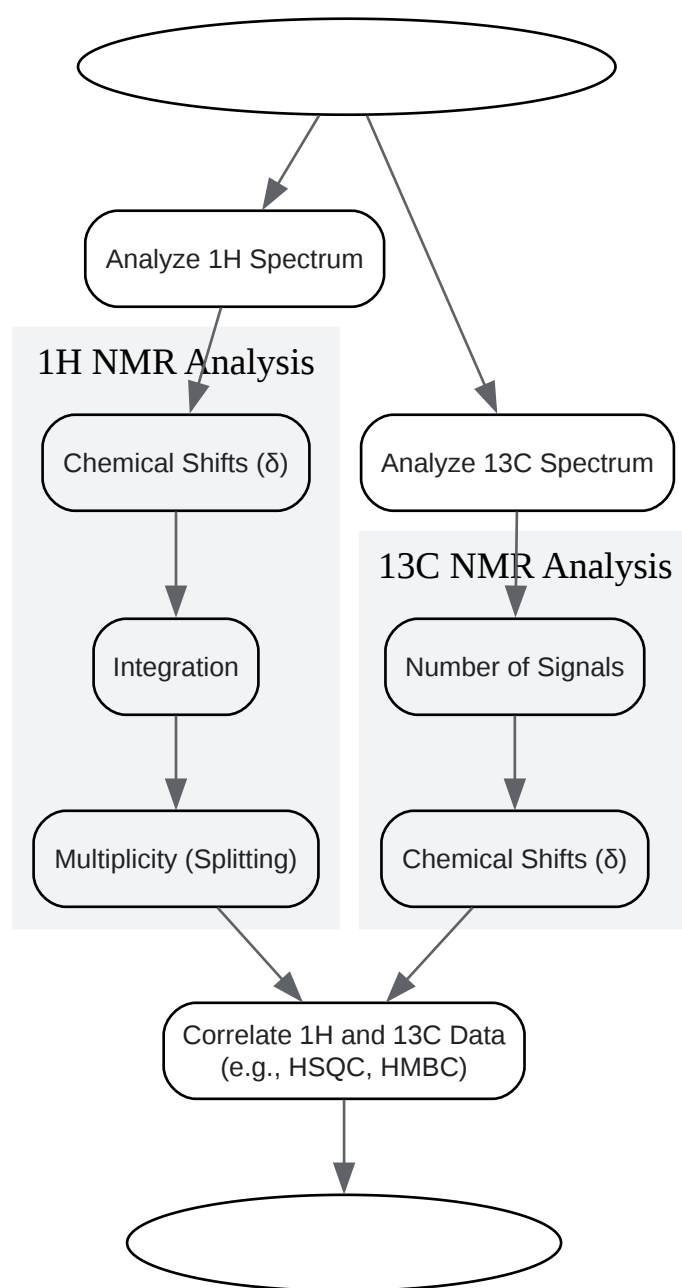 Analyze 1H Spectrum
1H NMR Analysis
Chemical Shifts (δ)
Integration
Multiplicity (Splitting)
Analyze 13C Spectrum
13C NMR Analysis
Number of Signals
Chemical Shifts (δ)
Correlate 1H and 13C Data
(e.g., HSQC, HMBC)